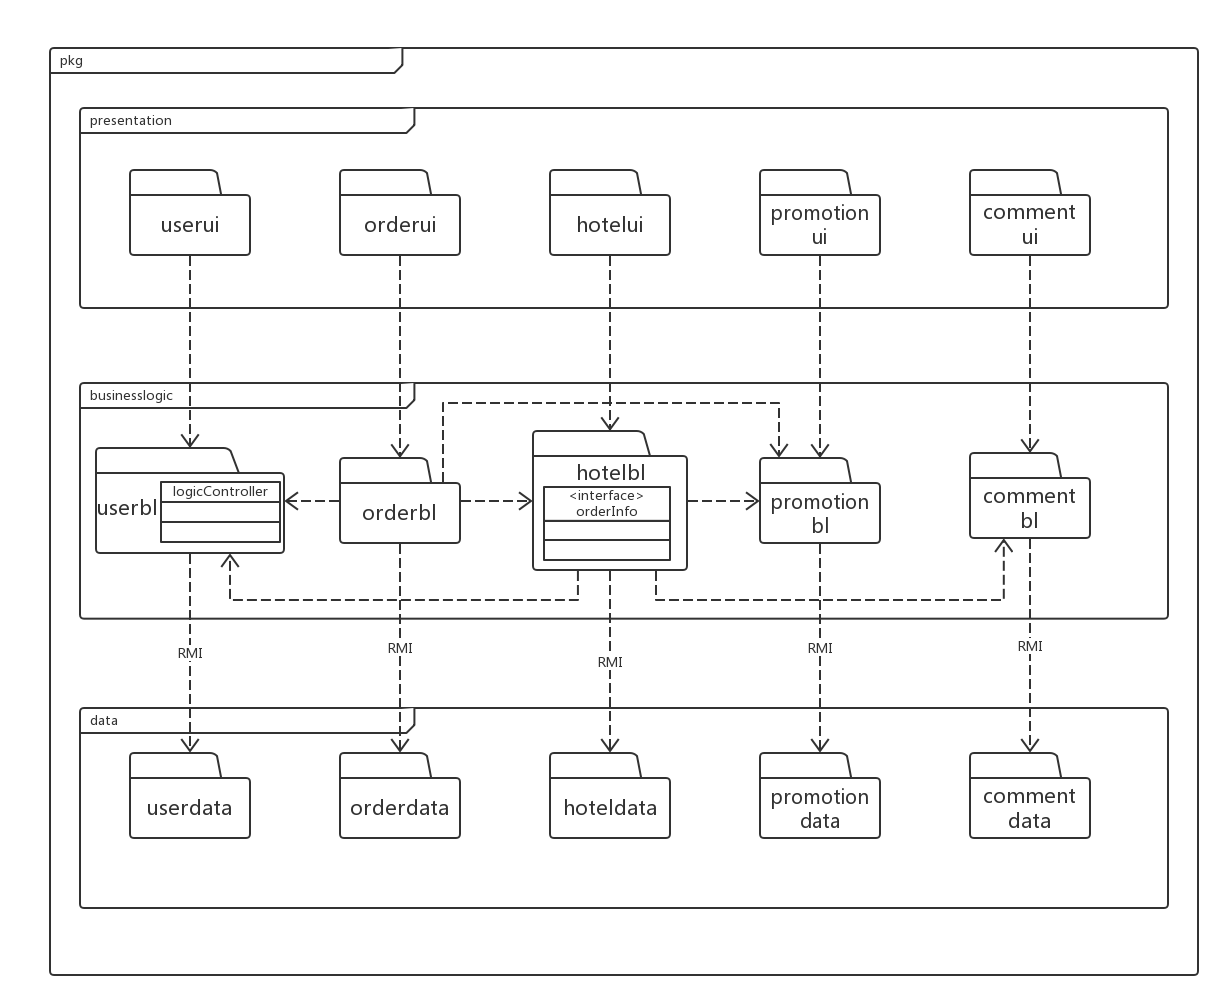 pkg
presentation
userui
orderui
hotelui
promotion
ui
comment
ui
businesslogic
userbl
logicController
orderbl
hotelbl
<interface>
orderInfo
promotion
bl
comment
bl
RMI
RMI
RMI
RMI
RMI
data
userdata
orderdata
hoteldata
promotion
data
comment
data